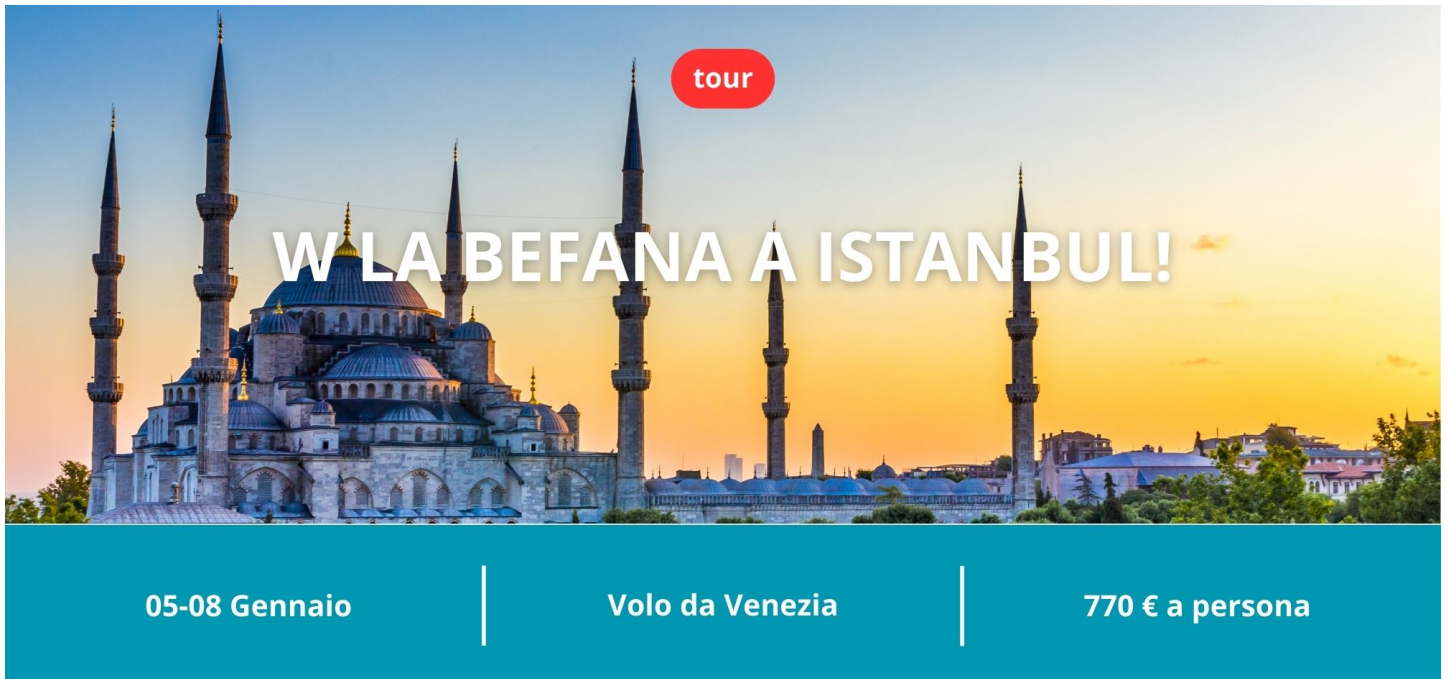 tour
W LA BEFANA A ISTANBUL!
05-08 Gennaio
Volo da Venezia
770 € a persona